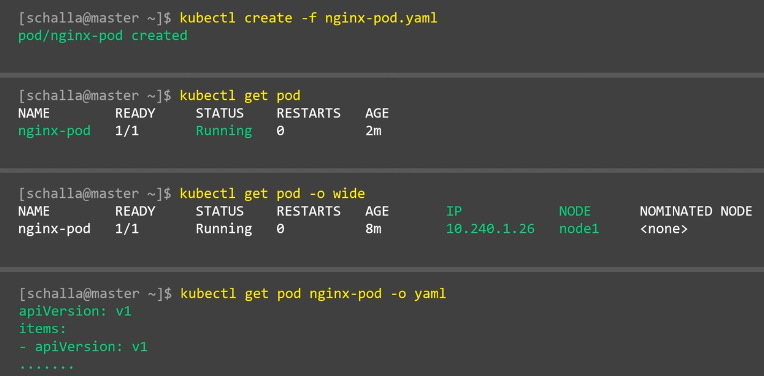 [schalla@master ~]$ kubectl create -f nginx-pod.yaml
pod/nginx-pod created
[schalla@master ~]$ kubectl get pod
NAME READY STATUS RESTARTS AGE
nginx-pod 1/1 Running 0 2m
[schalla@master ~]$ kubectl get pod -o wide
NAME READY STATUS RESTARTS AGE IP NODE NOMINATED NODE
nginx-pod 1/1 Running 0 8m 10.240.1.26 node1 <none>
[schalla@master ~]$ kubectl get pod nginx-pod -o yaml
apiVersion: v1
items:
- apiVersion: v1
.......